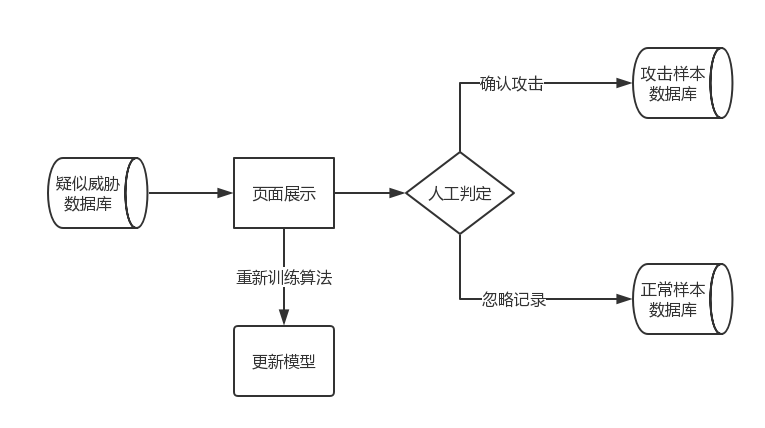 确认攻击
攻击样本
数据库
疑似威胁
数据库
页面展示
人工判定
重新训练算法
忽略记录
正常样本
数据库
更新模型